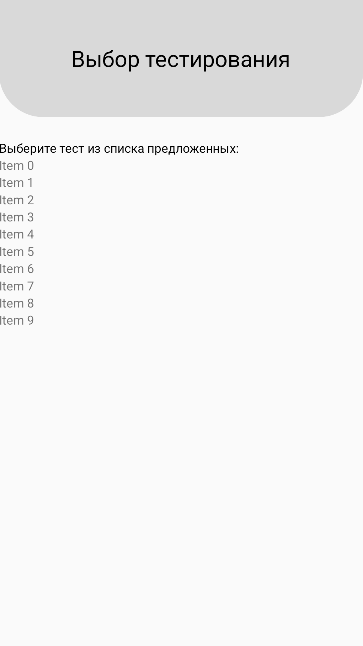 Выбор тестирования
Выберите тест из списка предложенных:
Item 0
Item 1
Item 2
Item 3
Item 4
Item 5
Item 6
Item 7
Item 8
Item 9